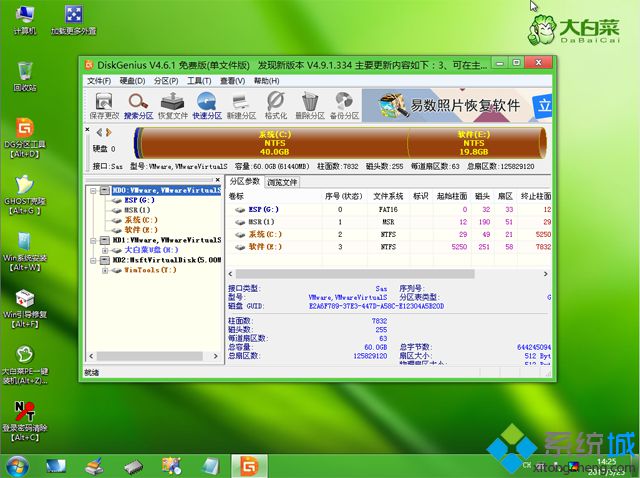 计算机
加载更多外置
回收站
DG分区工具
【Alt+D】
GHOST克隆
【Alt+G】
Win系统安装
【Alt+W】
Win引导修复
【Alt+F】
大白菜PE一键
装机(Alt+Z)...
登录密码清除
【Alt+C】
大白菜
DaBaiCai
DiskGenius V4.6.1 免费版(单文件版) 发现新版本 V4.9.1.334 主要更新内容如下：3、可在主...
文件(F) 硬盘(D) 分区(P) 工具(T) 查看(V) 帮助(H)
保存更改 搜索分区 恢复文件 快速分区 新建分区 格式化 删除分区 备份分区
易数照片恢复软件 立
硬盘 0
系统(C:)
NTFS
40.0GB
软件(E:)
NTFS
19.8GB
接口:Sas 型号:VMware,VMwareVirtualS 容量:60.0GB(61440MB) 柱面数:7832 磁头数:255 每道扇区数:63 总扇区数:125829120
HD0:VMware,VMwareVirtualS
ESP(G:)
MSR(1)
系统(C:)
软件(E:)
HD1:VMware,VMwareVirtualS
大白菜U盘(H:)
HD2:MsftVirtualDisk(5.00M
WinTools(Y:)
分区参数 浏览文件
卷标 序号(状态) 文件系统 标识 起始柱面 磁头 扇区 终止柱面
ESP(G:) 0 FAT16 0 32 33 12
MSR(1) 1 MSR 12 190 51 29
系统(C:) 2 NTFS 29 49 21 5250
软件(E:) 3 NTFS 5250 251 58 7832
接口类型: Sas 序列号:
型号: VMware,VMwareVirtualS 分区表类型: G
磁盘 GUID: E2A6F789-37E3-447D-A58C-E12304A5B20D
柱面数: 7832
磁头数: 255
每道扇区数: 63
总容量: 60.0GB 总字节数: 644245094
总扇区数: 125829120 扇区大小: 512 Byt
物理扇区大小: 512 Byt
就绪
系统城
xitongcheng.com
CH
14:25